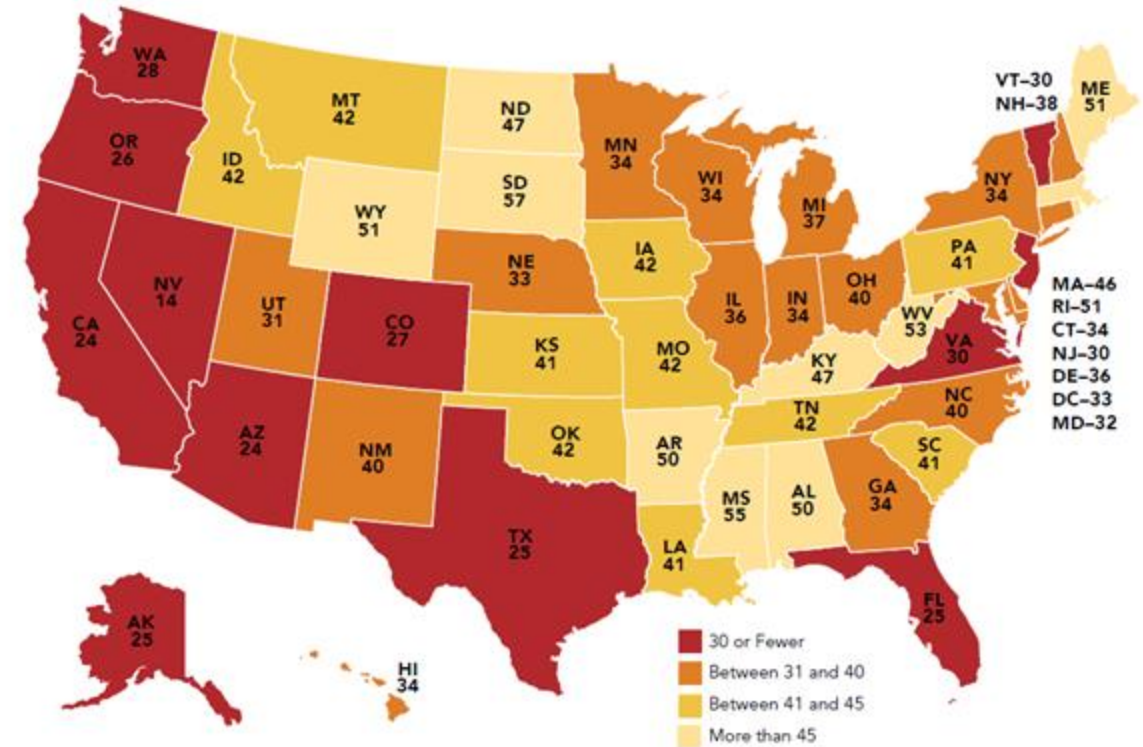 WA
28
OR
26
CA
24
NV
14
ID
42
MT
42
WY
51
UT
31
AZ
24
CO
27
NM
40
ND
47
SD
57
NE
33
KS
41
OK
42
TX
25
MN
34
IA
42
MO
42
AR
50
LA
41
WI
34
IL
36
MI
37
IN
34
OH
40
KY
47
TN
42
MS
55
AL
50
GA
34
FL
25
SC
41
NC
40
VA
30
WV
53
PA
41
NY
34
VT–30
NH–38
ME
51
MA–46
RI–51
CT–34
NJ–30
DE–36
DC–33
MD–32
AK
25
HI
34
30 or Fewer
Between 31 and 40
Between 41 and 45
More than 45